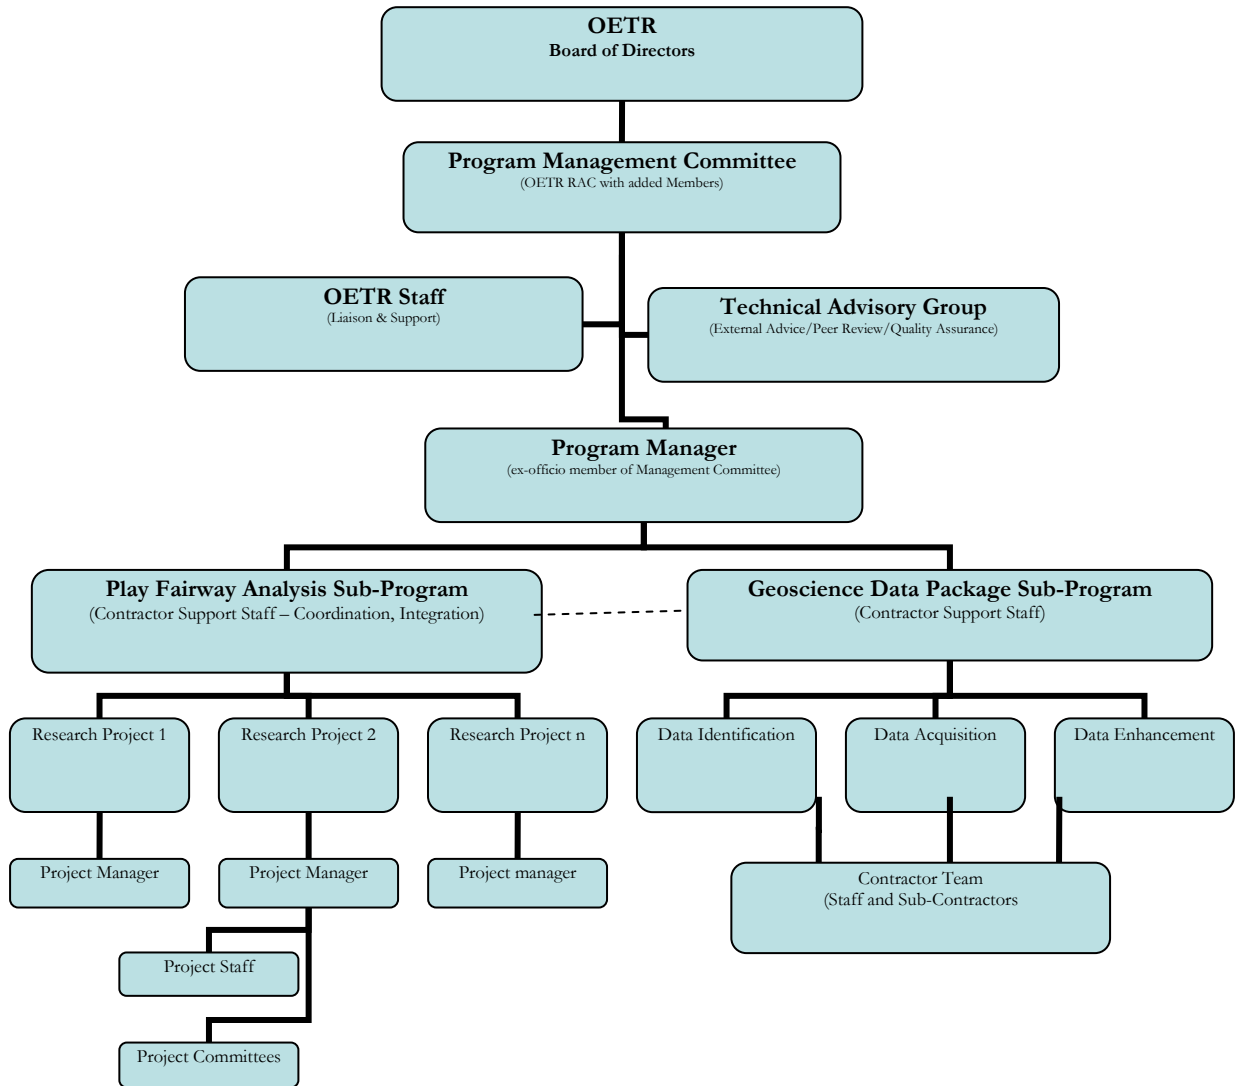 OETR
Board of Directors
Program Management Committee
(OETR RAC with added Members)
OETR Staff
(Liaison & Support)
Technical Advisory Group
(External Advice/Peer Review/Quality Assurance)
Program Manager
(ex-officio member of Management Committee)
Play Fairway Analysis Sub-Program
(Contractor Support Staff – Coordination, Integration)
Geoscience Data Package Sub-Program
(Contractor Support Staff)
Research Project 1
Research Project 2
Research Project n
Data Identification
Data Acquisition
Data Enhancement
Project Manager
Project Manager
Project manager
Contractor Team
(Staff and Sub-Contractors
Project Staff
Project Committees